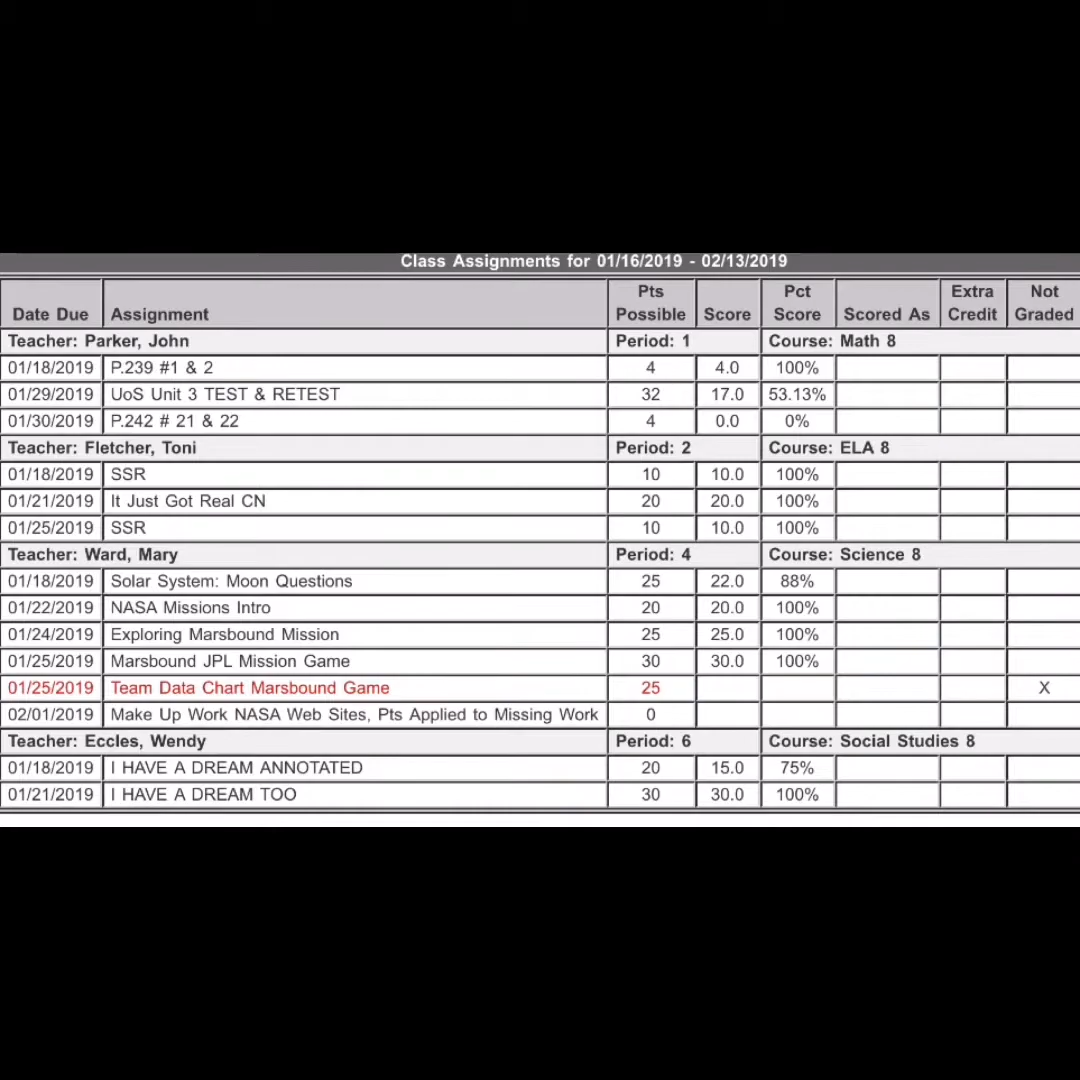 Class Assignments for 01/16/2019 - 02/13/2019
Date Due Assignment Pts Possible Score Pct Score Scored As Extra Credit Not Graded
Teacher: Parker, John Period: 1 Course: Math 8
01/18/2019 P.239 #1 & 2 4 4.0 100%
01/29/2019 UoS Unit 3 TEST & RETEST 32 17.0 53.13%
01/30/2019 P.242 # 21 & 22 4 0.0 0%
Teacher: Fletcher, Toni Period: 2 Course: ELA 8
01/18/2019 SSR 10 10.0 100%
01/21/2019 It Just Got Real CN 20 20.0 100%
01/25/2019 SSR 10 10.0 100%
Teacher: Ward, Mary Period: 4 Course: Science 8
01/18/2019 Solar System: Moon Questions 25 22.0 88%
01/22/2019 NASA Missions Intro 20 20.0 100%
01/24/2019 Exploring Marsbound Mission 25 25.0 100%
01/25/2019 Marsbound JPL Mission Game 30 30.0 100%
01/25/2019 Team Data Chart Marsbound Game 25 X
02/01/2019 Make Up Work NASA Web Sites, Pts Applied to Missing Work 0
Teacher: Eccles, Wendy Period: 6 Course: Social Studies 8
01/18/2019 I HAVE A DREAM ANNOTATED 20 15.0 75%
01/21/2019 I HAVE A DREAM TOO 30 30.0 100%